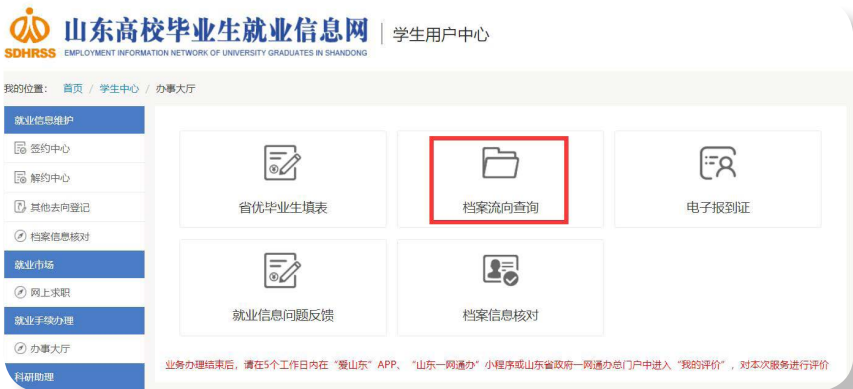 山东高校毕业生就业信息网 学生用户中心
SDHRSS EMPLOYMENT INFORMATION NETWORK OF UNIVERSITY GRADUATES IN SHANDONG
我的位置： 首页 / 学生中心 / 办事大厅
就业信息维护
签约中心
解约中心
其他去向登记
档案信息核对
就业市场
网上求职
就业手续办理
办事大厅
科研助理
省优毕业生填表 档案流向查询 电子报到证
就业信息问题反馈 档案信息核对
业务办理结束后，请在5个工作日内在“爱山东”APP、“山东一网通办”小程序或山东省政府一网通办总门户中进入“我的评价”，对本次服务进行评价